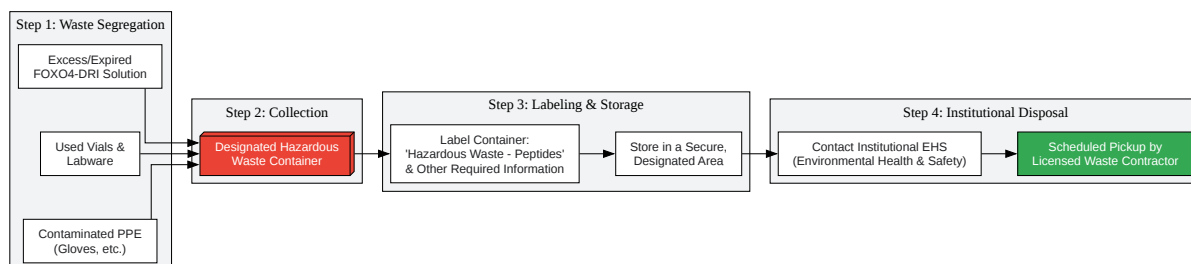 Step 1: Waste Segregation
Excess/Expired
FOXO4-DRI Solution
Used Vials &
Labware
Contaminated PPE
(Gloves, etc.)
Step 2: Collection
Designated Hazardous
Waste Container
Step 3: Labeling & Storage
Label Container:
'Hazardous Waste - Peptides'
& Other Required Information
Store in a Secure,
Designated Area
Step 4: Institutional Disposal
Contact Institutional EHS
(Environmental Health & Safety)
Scheduled Pickup by
Licensed Waste Contractor